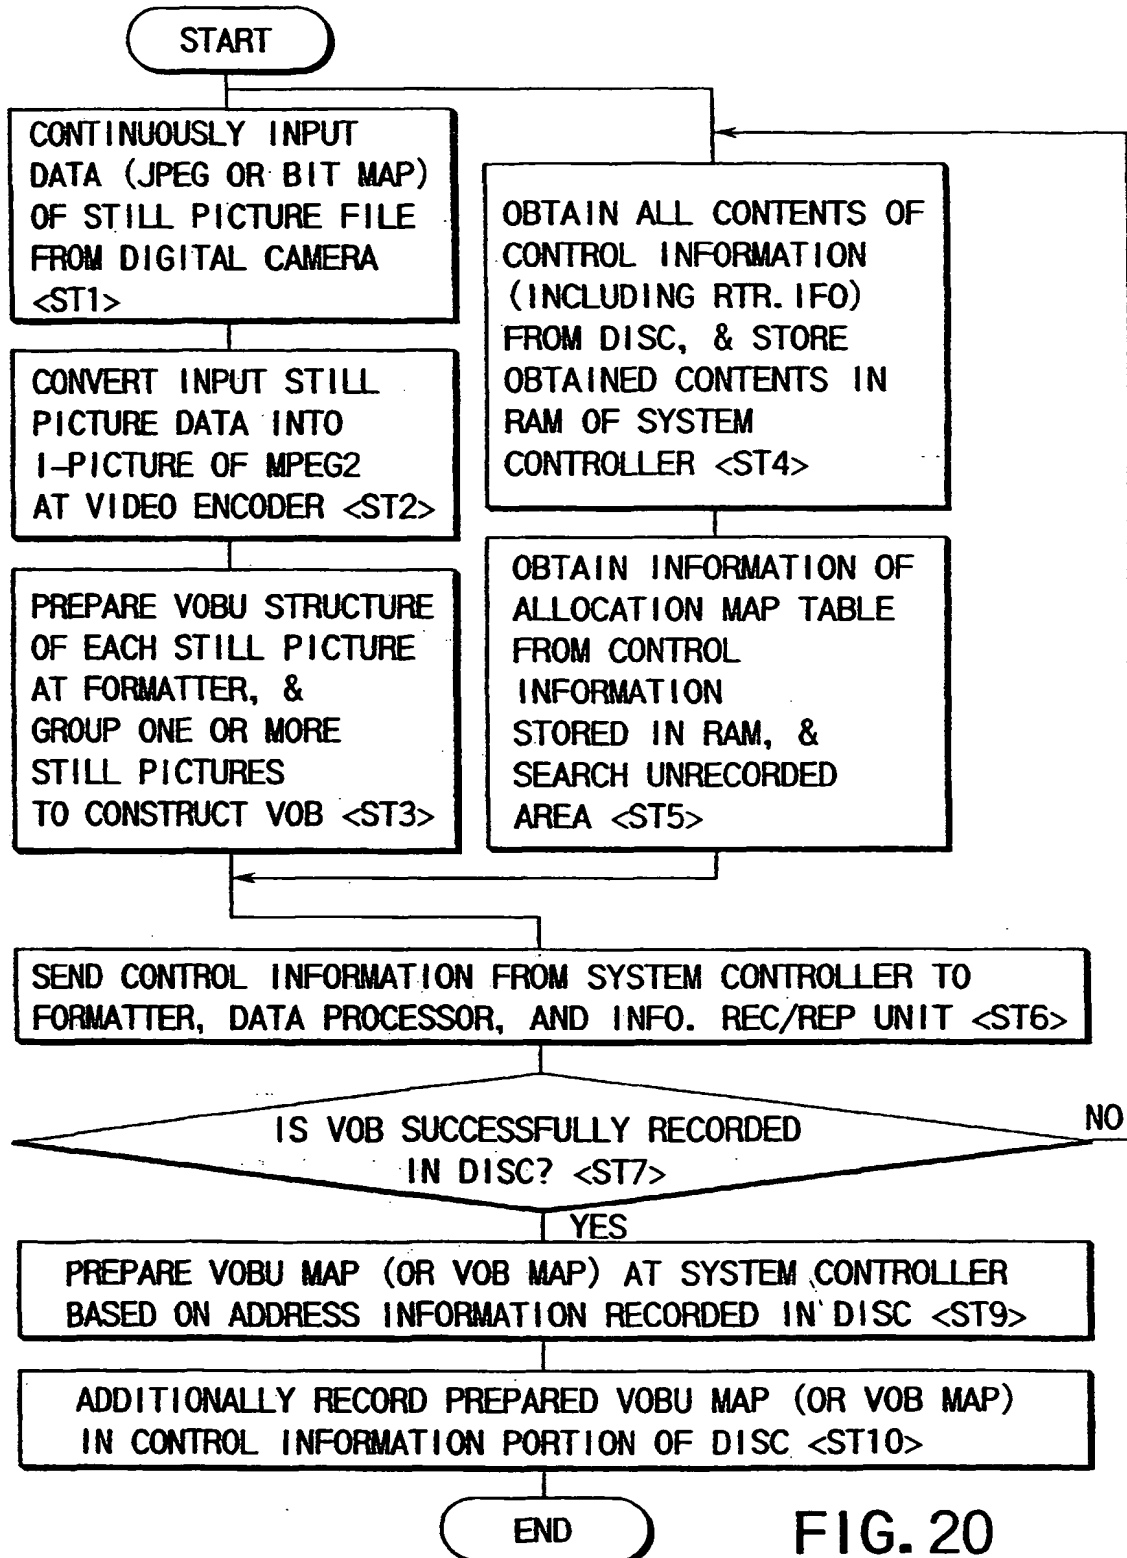 START
CONTINUOUSLY INPUT
DATA (JPEG OR BIT MAP)
OF STILL PICTURE FILE
FROM DIGITAL CAMERA
<ST1>
CONVERT INPUT STILL
PICTURE DATA INTO
I-PICTURE OF MPEG2
AT VIDEO ENCODER <ST2>
PREPARE VOBU STRUCTURE
OF EACH STILL PICTURE
AT FORMATTER, &
GROUP ONE OR MORE
STILL PICTURES
TO CONSTRUCT VOB <ST3>
OBTAIN ALL CONTENTS OF
CONTROL INFORMATION
(INCLUDING RTR. IFO)
FROM DISC, & STORE
OBTAINED CONTENTS IN
RAM OF SYSTEM
CONTROLLER <ST4>
OBTAIN INFORMATION OF
ALLOCATION MAP TABLE
FROM CONTROL
INFORMATION
STORED IN RAM, &
SEARCH UNRECORDED
AREA <ST5>
SEND CONTROL INFORMATION FROM SYSTEM CONTROLLER TO
FORMATTER, DATA PROCESSOR, AND INFO. REC/REP UNIT <ST6>
IS VOB SUCCESSFULLY RECORDED
IN DISC? <ST7>
NO
YES
PREPARE VOBU MAP (OR VOB MAP) AT SYSTEM CONTROLLER
BASED ON ADDRESS INFORMATION RECORDED IN DISC <ST9>
ADDITIONALLY RECORD PREPARED VOBU MAP (OR VOB MAP)
IN CONTROL INFORMATION PORTION OF DISC <ST10>
END
FIG. 20